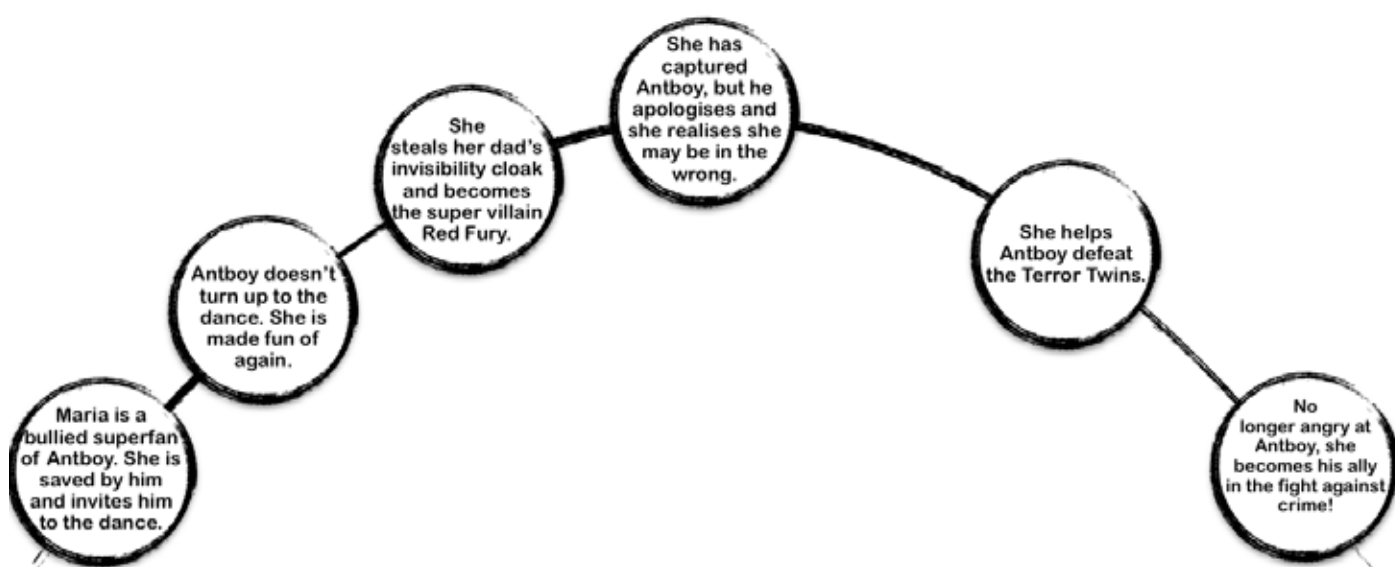 Maria is a
bullied superfan
of Antboy. She is
saved by him
and invites him
to the dance.
Antboy doesn't
turn up to the
dance. She is
made fun of
again.
She
steals her dad's
invisibility cloak
and becomes
the super villain
Red Fury.
She has
captured
Antboy, but he
apologises and
she realises she
may be in the
wrong.
She helps
Antboy defeat
the Terror Twins.
No
longer angry at
Antboy, she
becomes his ally
in the fight against
crime!